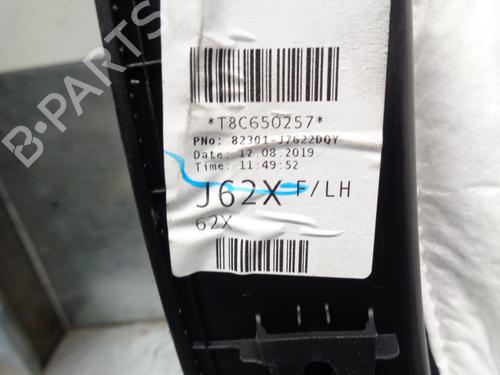 *T8C650257*
PNo: 82301-J7622DQY
Date: 12.08.2019
Time: 11:49:52
J62X F/LH
62X
B-PARTS